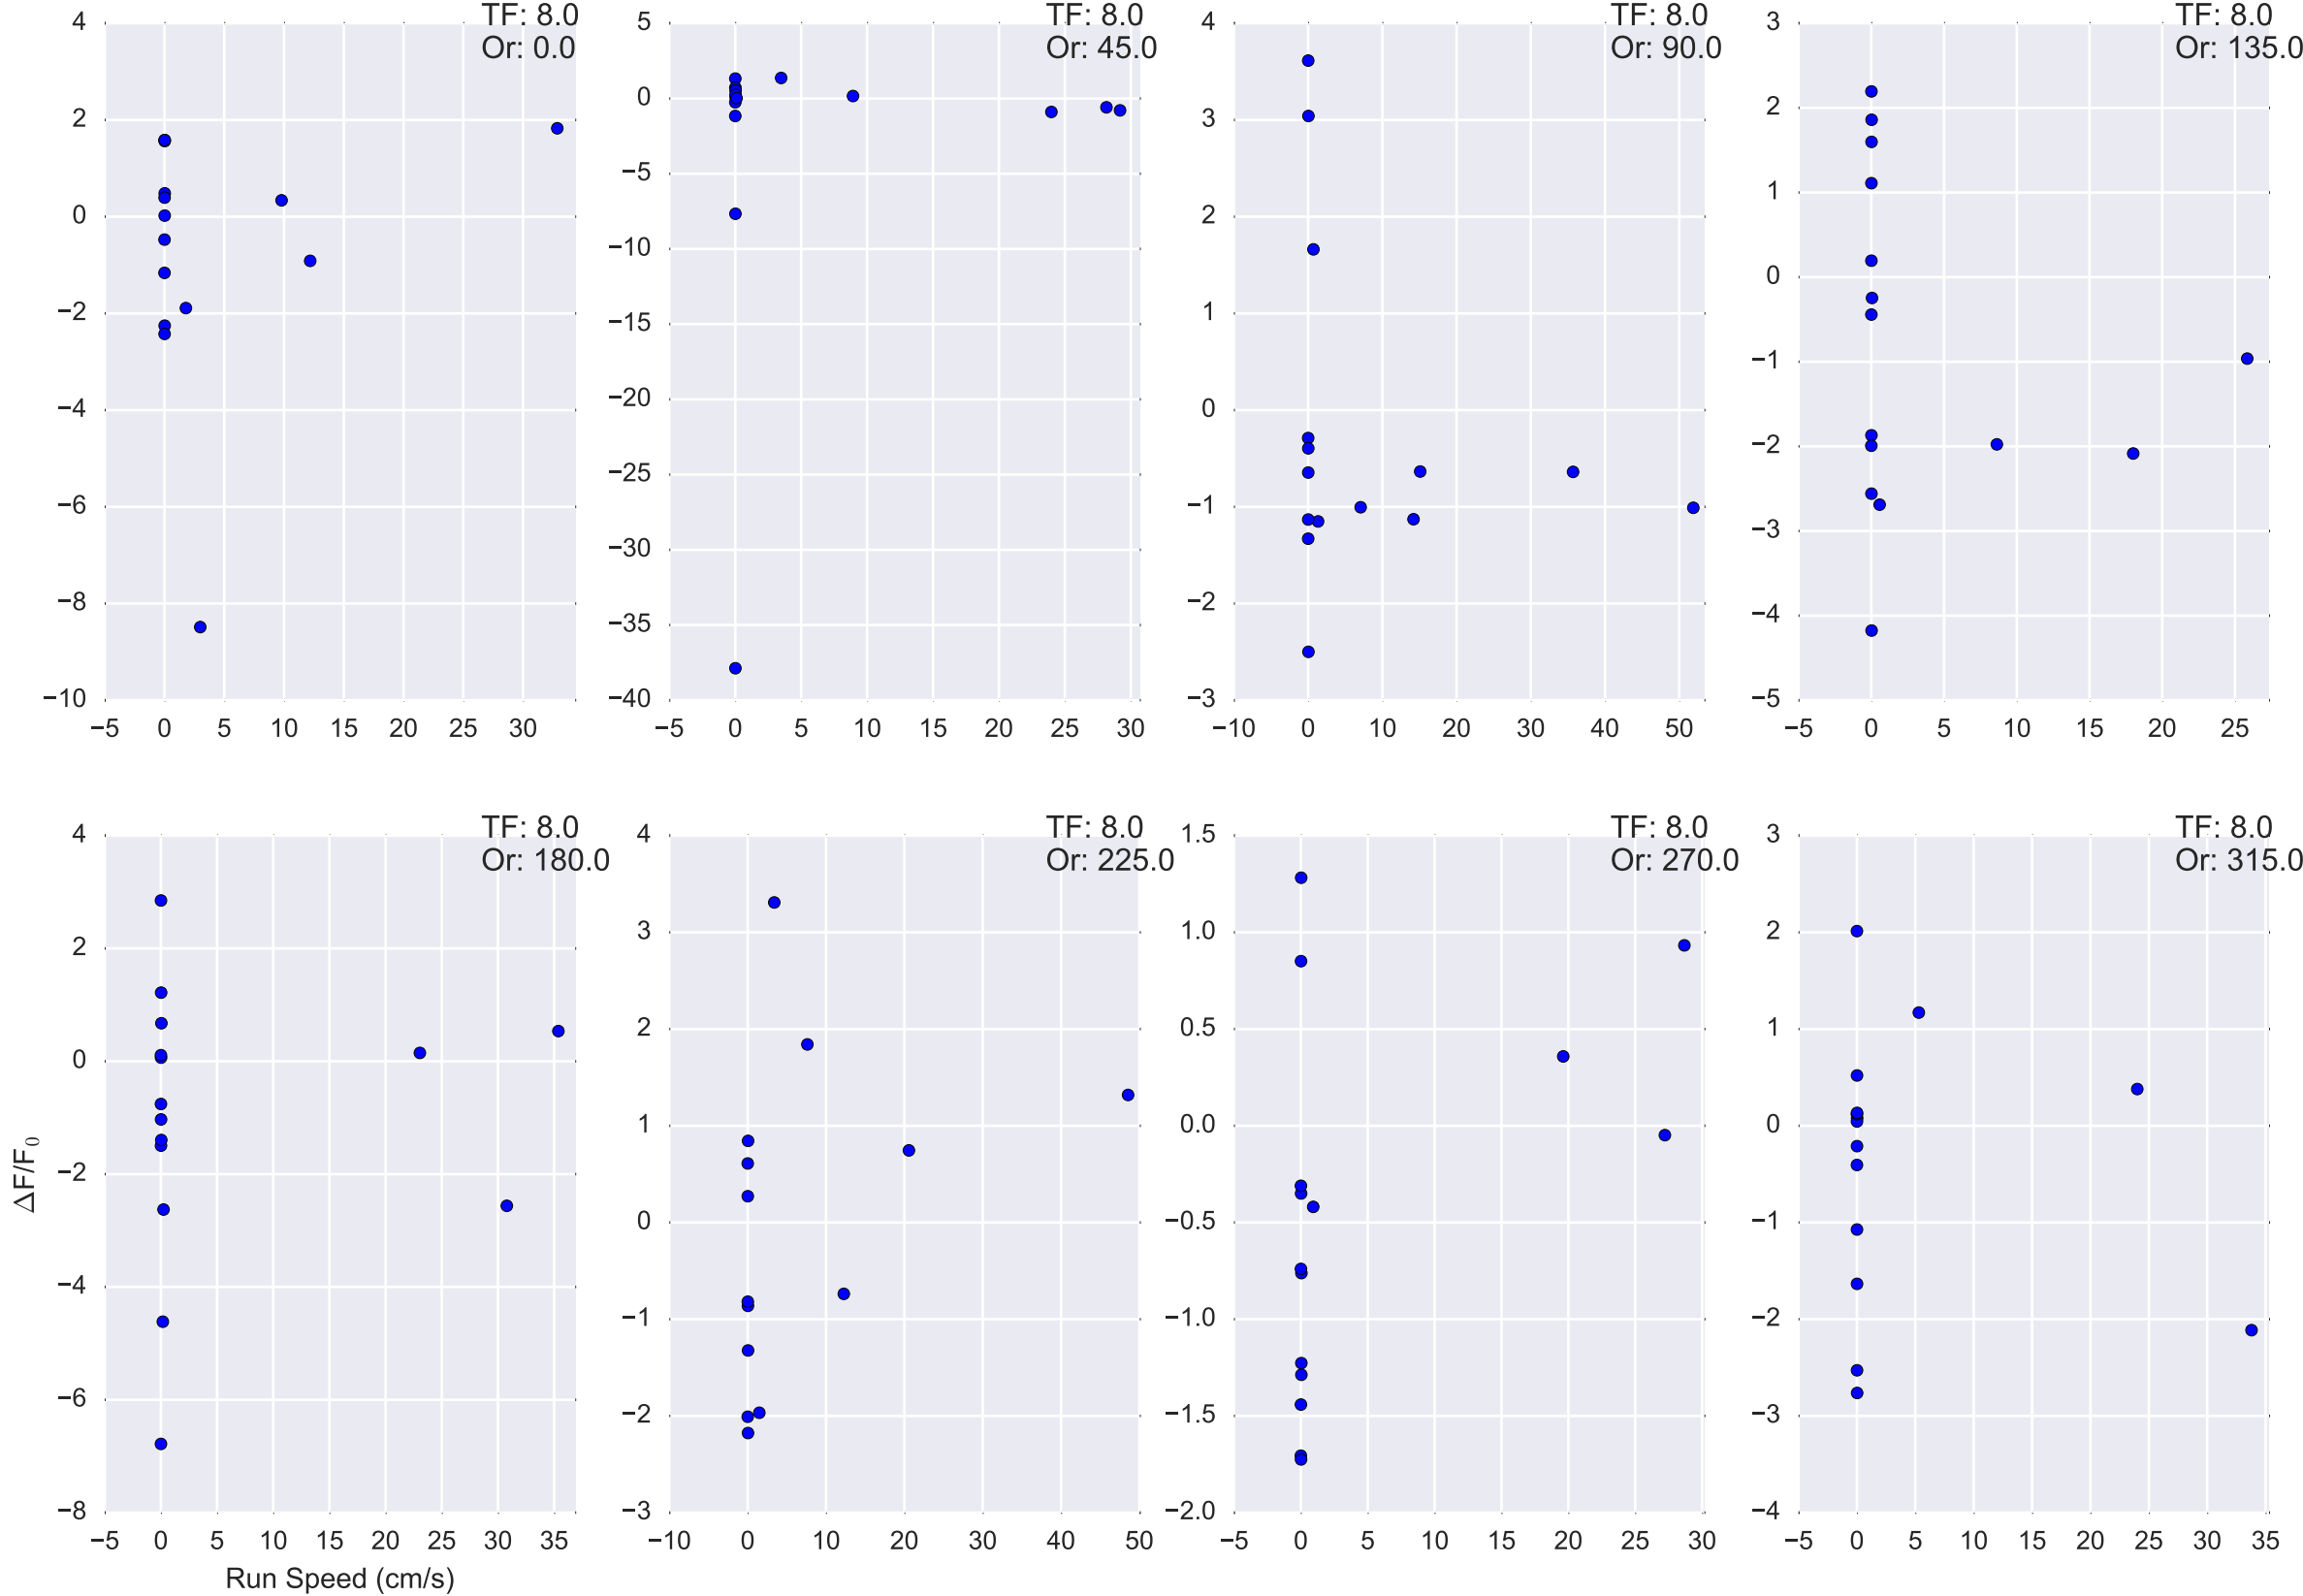 TF: 8.0
Or: 0.0
4
2
0
−2
−4
−6
−8
−10
−5 0 5 10 15 20 25 30
TF: 8.0
Or: 45.0
5
0
−5
−10
−15
−20
−25
−30
−35
−40
−5 0 5 10 15 20 25 30
TF: 8.0
Or: 90.0
4
3
2
1
0
−1
−2
−3
−10 0 10 20 30 40 50
TF: 8.0
Or: 135.0
3
2
1
0
−1
−2
−3
−4
−5
−5 0 5 10 15 20 25
TF: 8.0
Or: 180.0
4
2
0
−2
−4
−6
−8
−5 0 5 10 15 20 25 30 35
ΔF/F₀
Run Speed (cm/s)
TF: 8.0
Or: 225.0
4
3
2
1
0
−1
−2
−3
−10 0 10 20 30 40 50
TF: 8.0
Or: 270.0
1.5
1.0
0.5
0.0
−0.5
−1.0
−1.5
−2.0
−5 0 5 10 15 20 25 30
TF: 8.0
Or: 315.0
3
2
1
0
−1
−2
−3
−4
−5 0 5 10 15 20 25 30 35